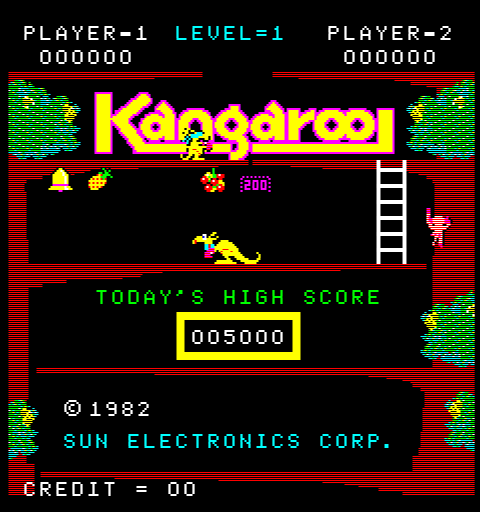 PLAYER-1 LEVEL=1 PLAYER-2
000000 000000
Kangaroo
200
TODAY'S HIGH SCORE
005000
© 1982
SUN ELECTRONICS CORP.
CREDIT = 00